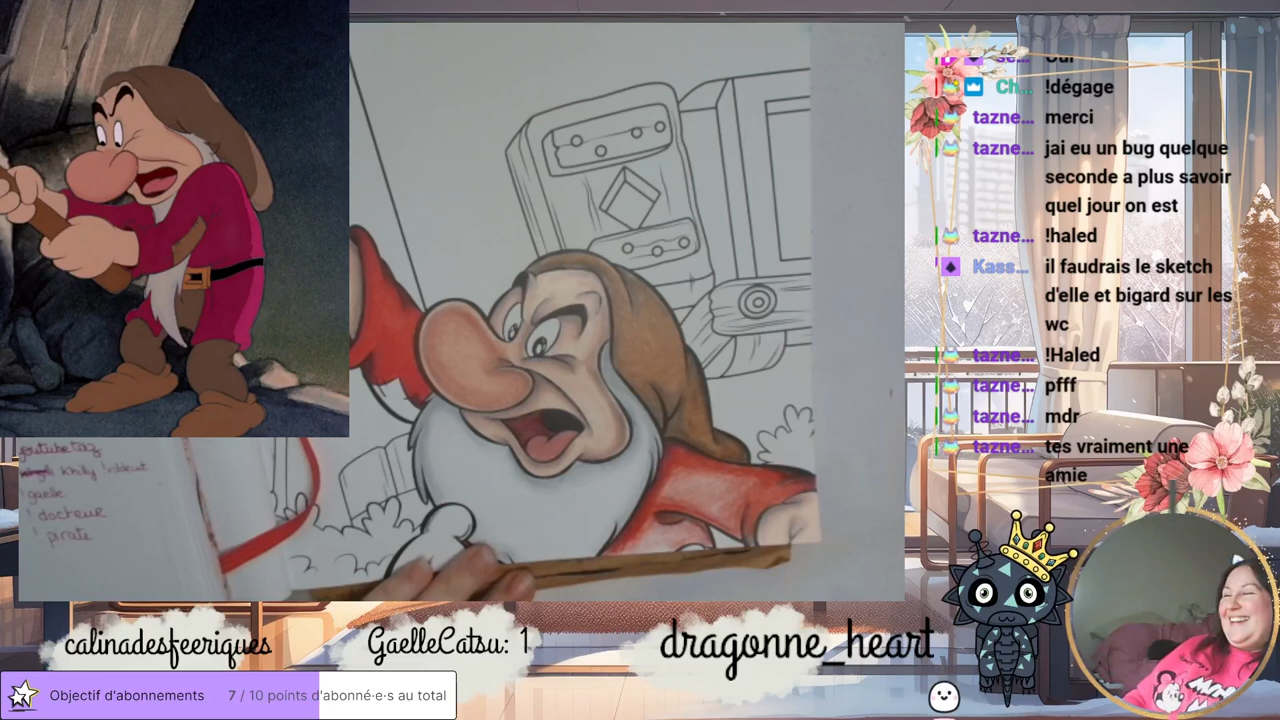 !dégage
tazne... merci
tazne... jai eu un bug quelque
seconde a plus savoir
quel jour on est
tazne... !haled
Kass... il faudrais le sketch
d'elle et bigard sur les
wc
tazne... !Haled
tazne... pfff
tazne... mdr
tazne... tes vraiment une
amie
! gaelle
! docteur
! pirate
calinadesfeeriques
GaelleCatsu: 1
dragonne_heart
Objectif d'abonnements 7 / 10 points d'abonné·e·s au total